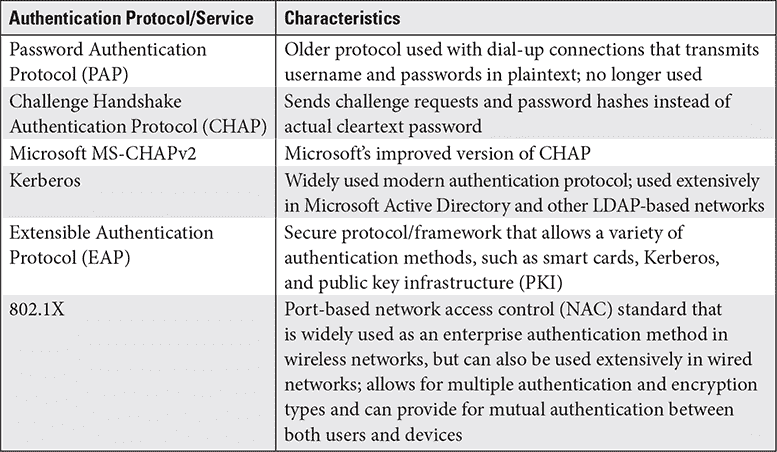 Authentication Protocol/Service Characteristics
Password Authentication Older protocol used with dial-up connections that transmits
Protocol (PAP) username and passwords in plaintext; no longer used
Challenge Handshake Sends challenge requests and password hashes instead of
Authentication Protocol (CHAP) actual cleartext password
Microsoft MS-CHAPv2 Microsoft’s improved version of CHAP
Kerberos Widely used modern authentication protocol; used extensively
in Microsoft Active Directory and other LDAP-based networks
Extensible Authentication Secure protocol/framework that allows a variety of
Protocol (EAP) authentication methods, such as smart cards, Kerberos,
and public key infrastructure (PKI)
802.1X Port-based network access control (NAC) standard that
is widely used as an enterprise authentication method in
wireless networks, but can also be used extensively in wired
networks; allows for multiple authentication and encryption
types and can provide for mutual authentication between
both users and devices